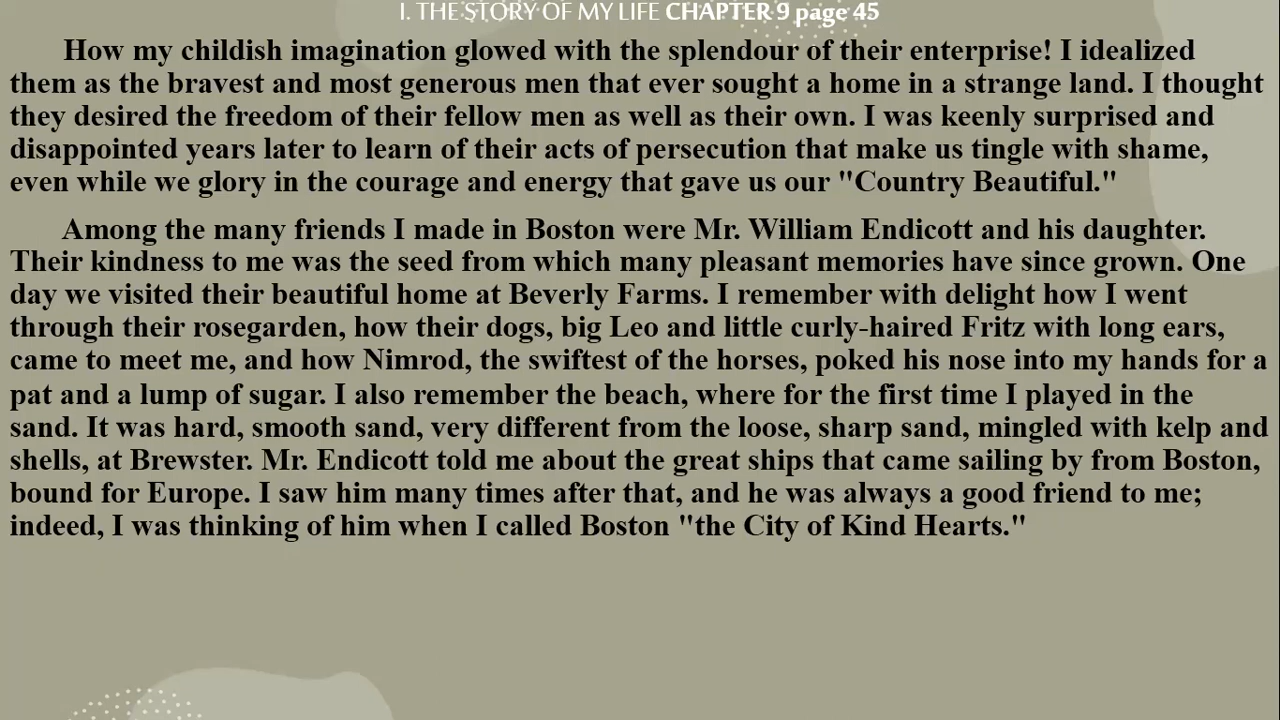 I. THE STORY OF MY LIFE CHAPTER 9 page 45
How my childish imagination glowed with the splendour of their enterprise! I idealized
them as the bravest and most generous men that ever sought a home in a strange land. I thought
they desired the freedom of their fellow men as well as their own. I was keenly surprised and
disappointed years later to learn of their acts of persecution that make us tingle with shame,
even while we glory in the courage and energy that gave us our "Country Beautiful."
Among the many friends I made in Boston were Mr. William Endicott and his daughter.
Their kindness to me was the seed from which many pleasant memories have since grown. One
day we visited their beautiful home at Beverly Farms. I remember with delight how I went
through their rosegarden, how their dogs, big Leo and little curly-haired Fritz with long ears,
came to meet me, and how Nimrod, the swiftest of the horses, poked his nose into my hands for a
pat and a lump of sugar. I also remember the beach, where for the first time I played in the
sand. It was hard, smooth sand, very different from the loose, sharp sand, mingled with kelp and
shells, at Brewster. Mr. Endicott told me about the great ships that came sailing by from Boston,
bound for Europe. I saw him many times after that, and he was always a good friend to me;
indeed, I was thinking of him when I called Boston "the City of Kind Hearts."